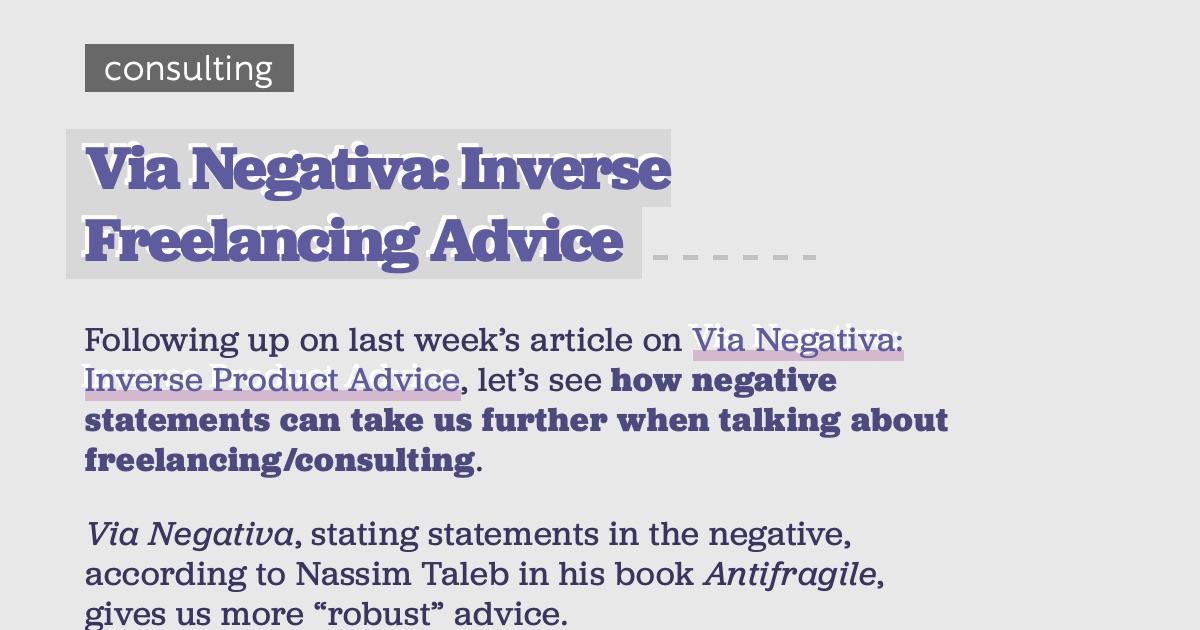 consulting
Via Negativa: Inverse
Freelancing Advice
Following up on last week’s article on Via Negativa:
Inverse Product Advice, let’s see how negative
statements can take us further when talking about
freelancing/consulting.
Via Negativa, stating statements in the negative,
according to Nassim Taleb in his book Antifragile,
gives us more “robust” advice.